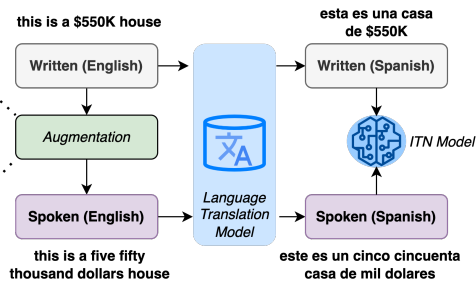 this is a $550K house
esta es una casa
de $550K
Written (English)
Written (Spanish)
Augmentation
ITN Model
Language
Translation
Model
Spoken (English)
Spoken (Spanish)
this is a five fifty
thousand dollars house
este es un cinco cincuenta
casa de mil dolares